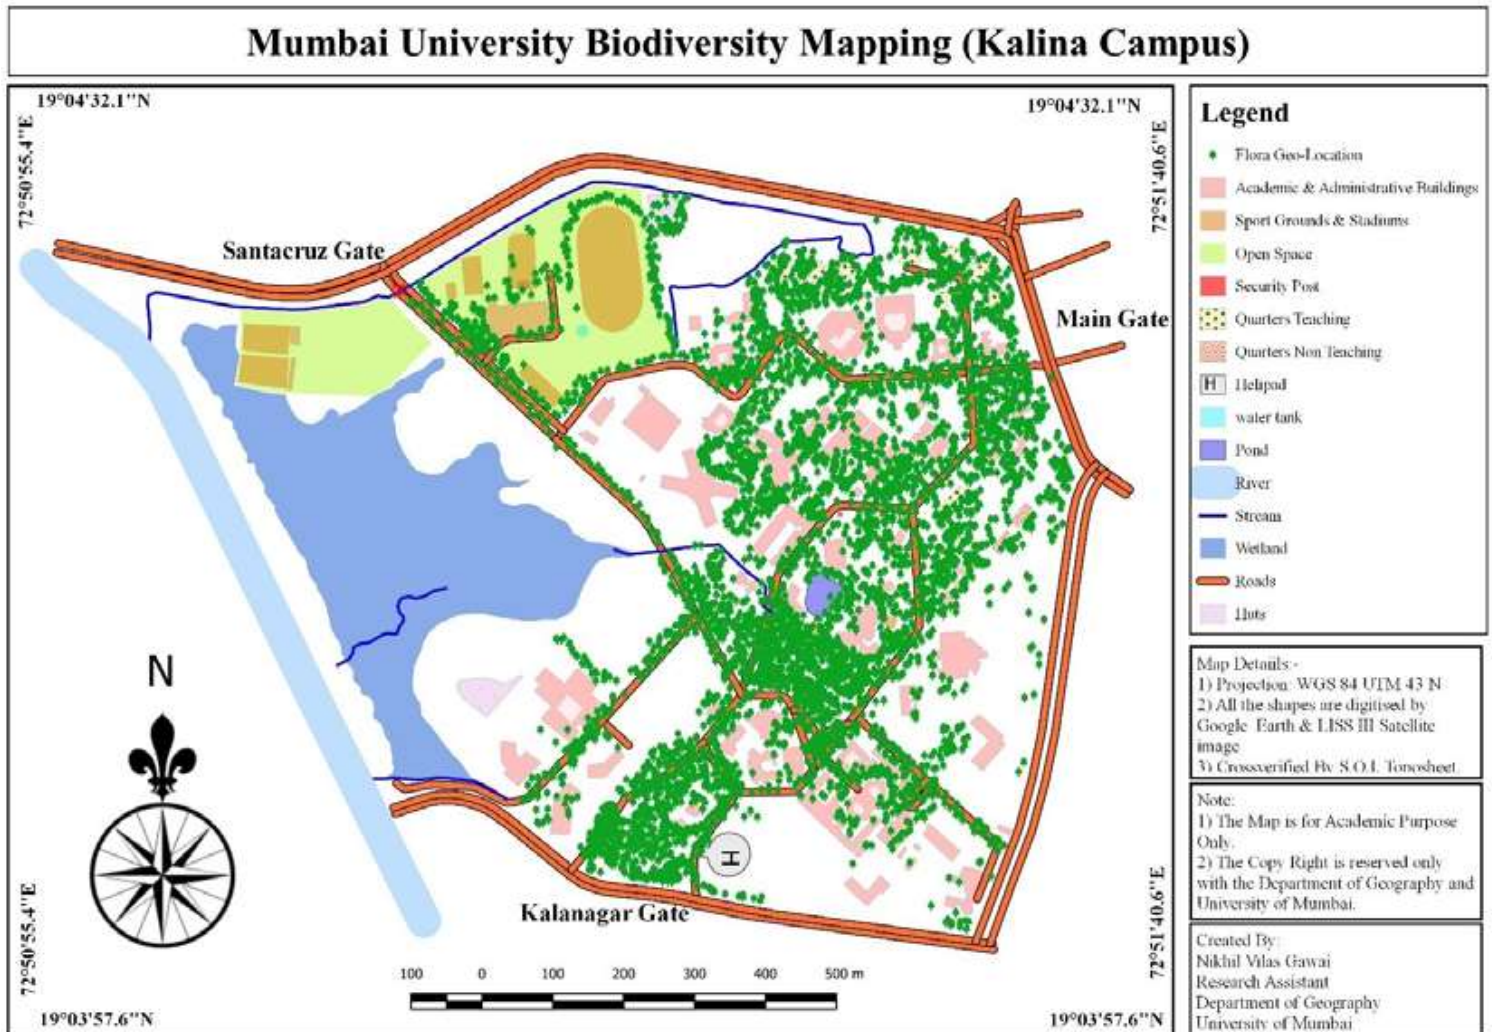 Mumbai University Biodiversity Mapping (Kalina Campus)
19°04'32.1"N
19°04'32.1"N
72°50'55.4"E
72°51'40.6"E
Santacruz Gate
Main Gate
N
H
Kalanagar Gate
72°50'55.4"E
72°51'40.6"E
100 0 100 200 300 400 500 m
19°03'57.6"N
19°03'57.6"N
Legend
Flora Geo-Location
Academic & Administrative Buildings
Sport Grounds & Stadiums
Open Space
Security Post
Quarters Teaching
Quarters Non Teaching
H Helipad
water tank
Pond
River
Stream
Wetland
Roads
Huts
Map Details:-
1) Projection: WGS 84 UTM 43 N
2) All the shapes are digitised by
Google Earth & LISS III Satellite
image
3) Crossverified By S.O.I. Toposheet.
Note:
1) The Map is for Academic Purpose
Only.
2) The Copy Right is reserved only
with the Department of Geography and
University of Mumbai.
Created By:
Nikhil Vilas Gawai
Research Assistant
Department of Geography
University of Mumbai